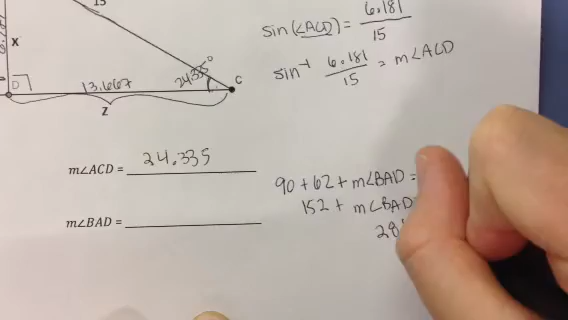 15
sin(∠ACD) = 6.181/15
x
sin⁻¹ 6.181/15 = m∠ACD
D
13.667
24.335°
C
z
m∠ACD = 24.335
90 + 62 + m∠BAD =
152 + m∠BAD
m∠BAD =
28